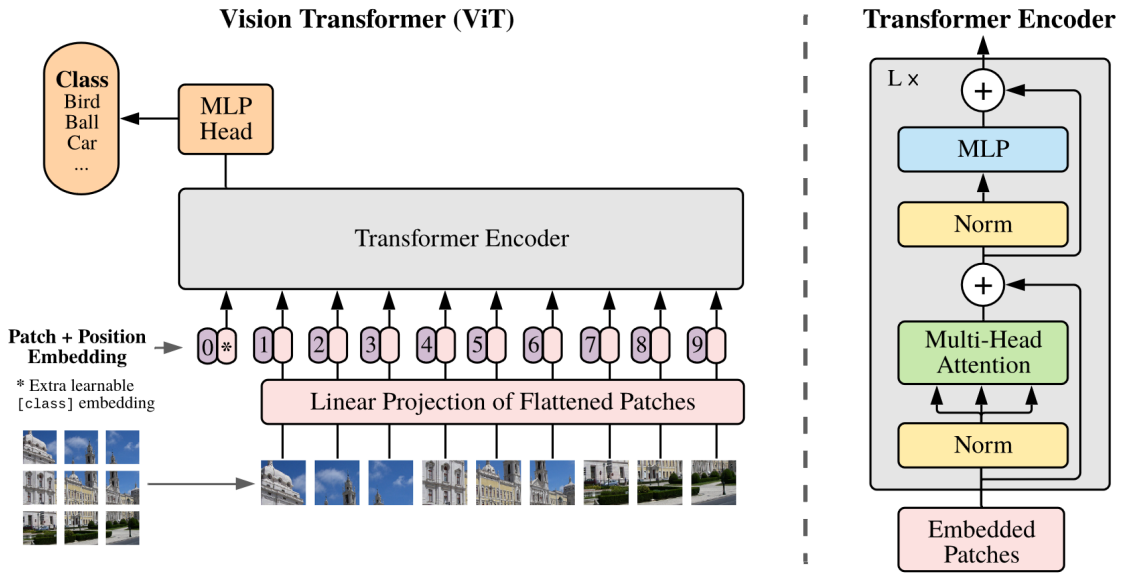 Vision Transformer (ViT)
Class
Bird
Ball
Car
...
MLP
Head
Transformer Encoder
Patch + Position
Embedding
* Extra learnable
[class] embedding
0 * 1 2 3 4 5 6 7 8 9
Linear Projection of Flattened Patches
Transformer Encoder
L x
+
MLP
Norm
+
Multi-Head
Attention
Norm
Embedded
Patches